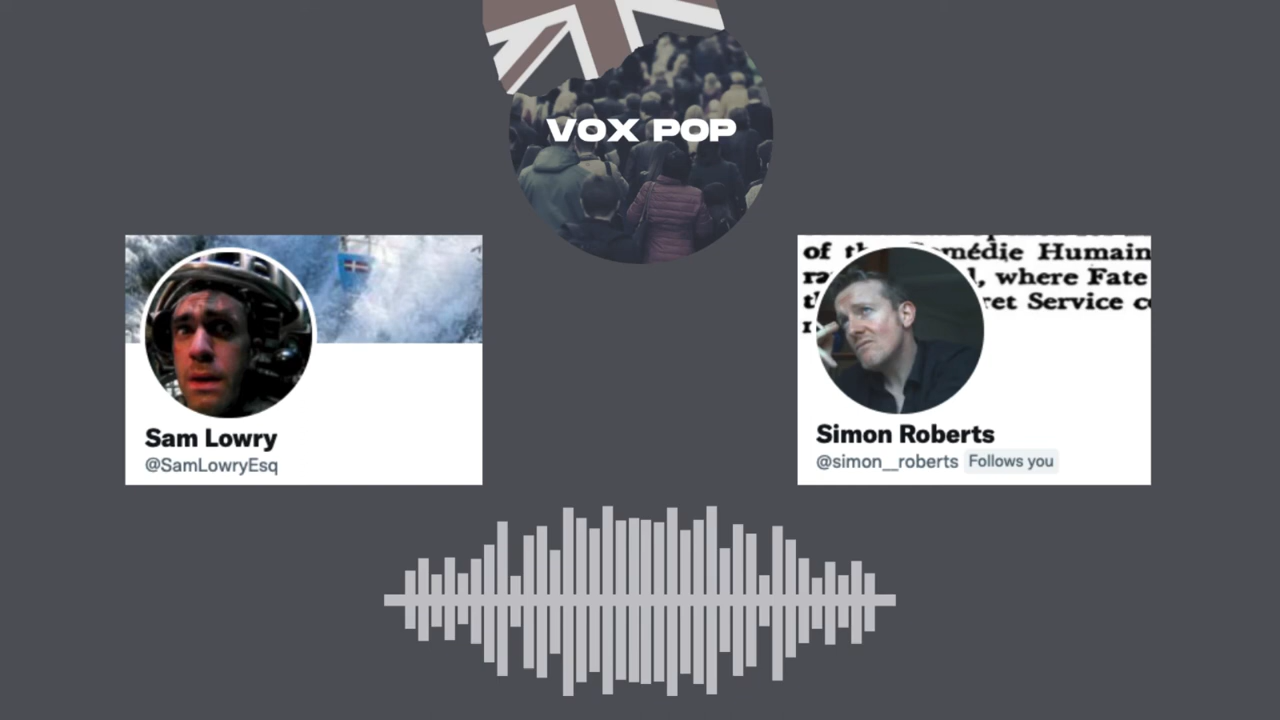 VOX POP
Sam Lowry
@SamLowryEsq
of the Comédie Humain
, where Fate
ret Service c
Simon Roberts
@simon__roberts Follows you